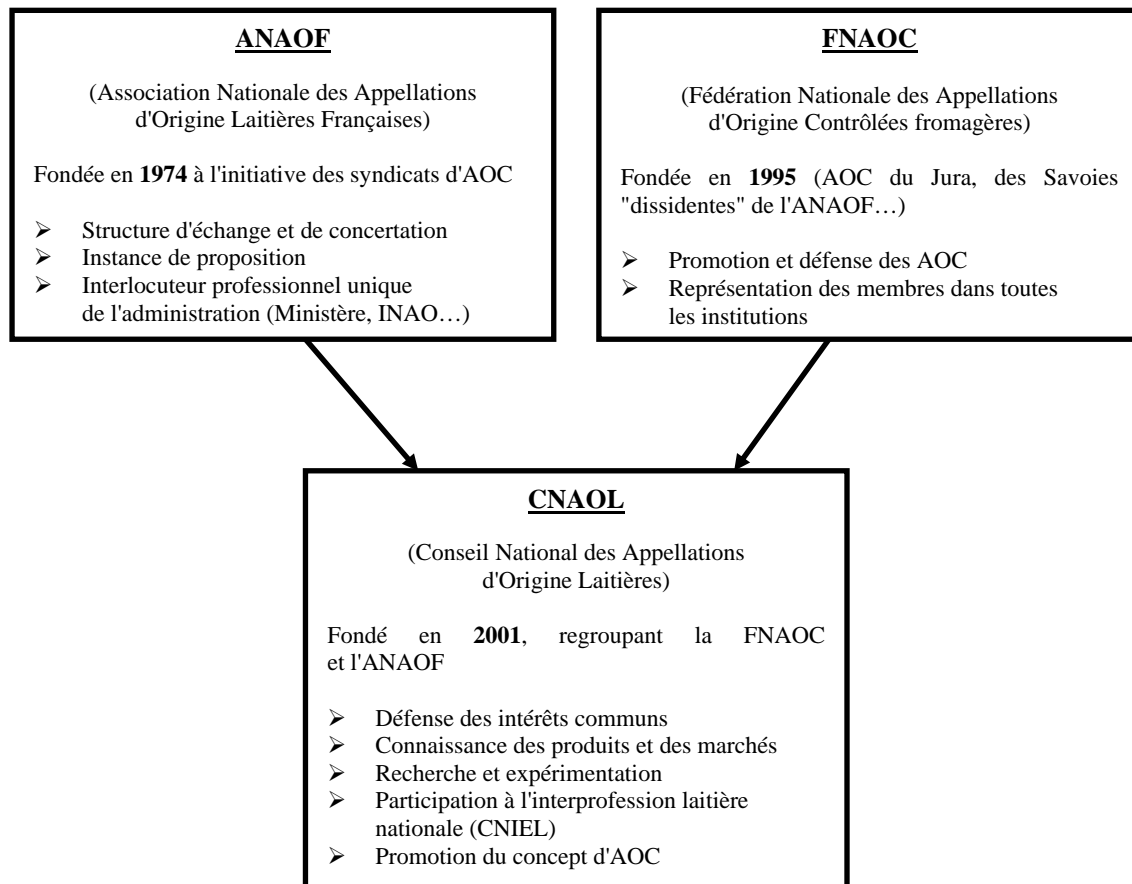 ANAOF
(Association Nationale des Appellations
d'Origine Laitières Françaises)
Fondée en 1974 à l'initiative des syndicats d'AOC
➢ Structure d'échange et de concertation
➢ Instance de proposition
➢ Interlocuteur professionnel unique
de l'administration (Ministère, INAO…)
FNAOC
(Fédération Nationale des Appellations
d'Origine Contrôlées fromagères)
Fondée en 1995 (AOC du Jura, des Savoies
"dissidentes" de l'ANAOF…)
➢ Promotion et défense des AOC
➢ Représentation des membres dans toutes
les institutions
CNAOL
(Conseil National des Appellations
d'Origine Laitières)
Fondé en 2001, regroupant la FNAOC
et l'ANAOF
➢ Défense des intérêts communs
➢ Connaissance des produits et des marchés
➢ Recherche et expérimentation
➢ Participation à l'interprofession laitière
nationale (CNIEL)
➢ Promotion du concept d'AOC